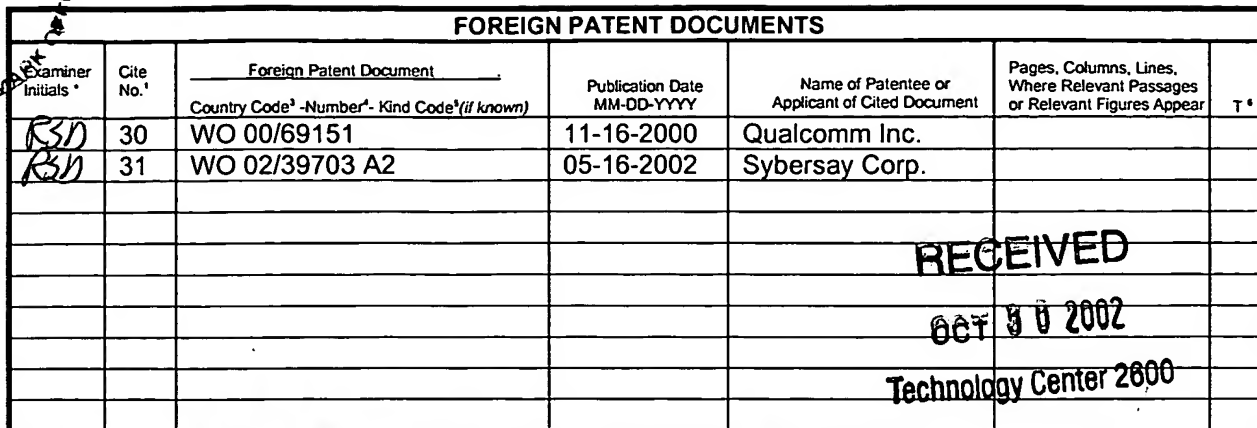 FOREIGN PATENT DOCUMENTS
Examiner Initials * Cite No.¹ Foreign Patent Document Country Code³ -Number⁴- Kind Code⁵(if known) Publication Date MM-DD-YYYY Name of Patentee or Applicant of Cited Document Pages, Columns, Lines, Where Relevant Passages or Relevant Figures Appear T⁶
RSD 30 WO 00/69151 11-16-2000 Qualcomm Inc.
RSD 31 WO 02/39703 A2 05-16-2002 Sybersay Corp.
RECEIVED
OCT 30 2002
Technology Center 2600